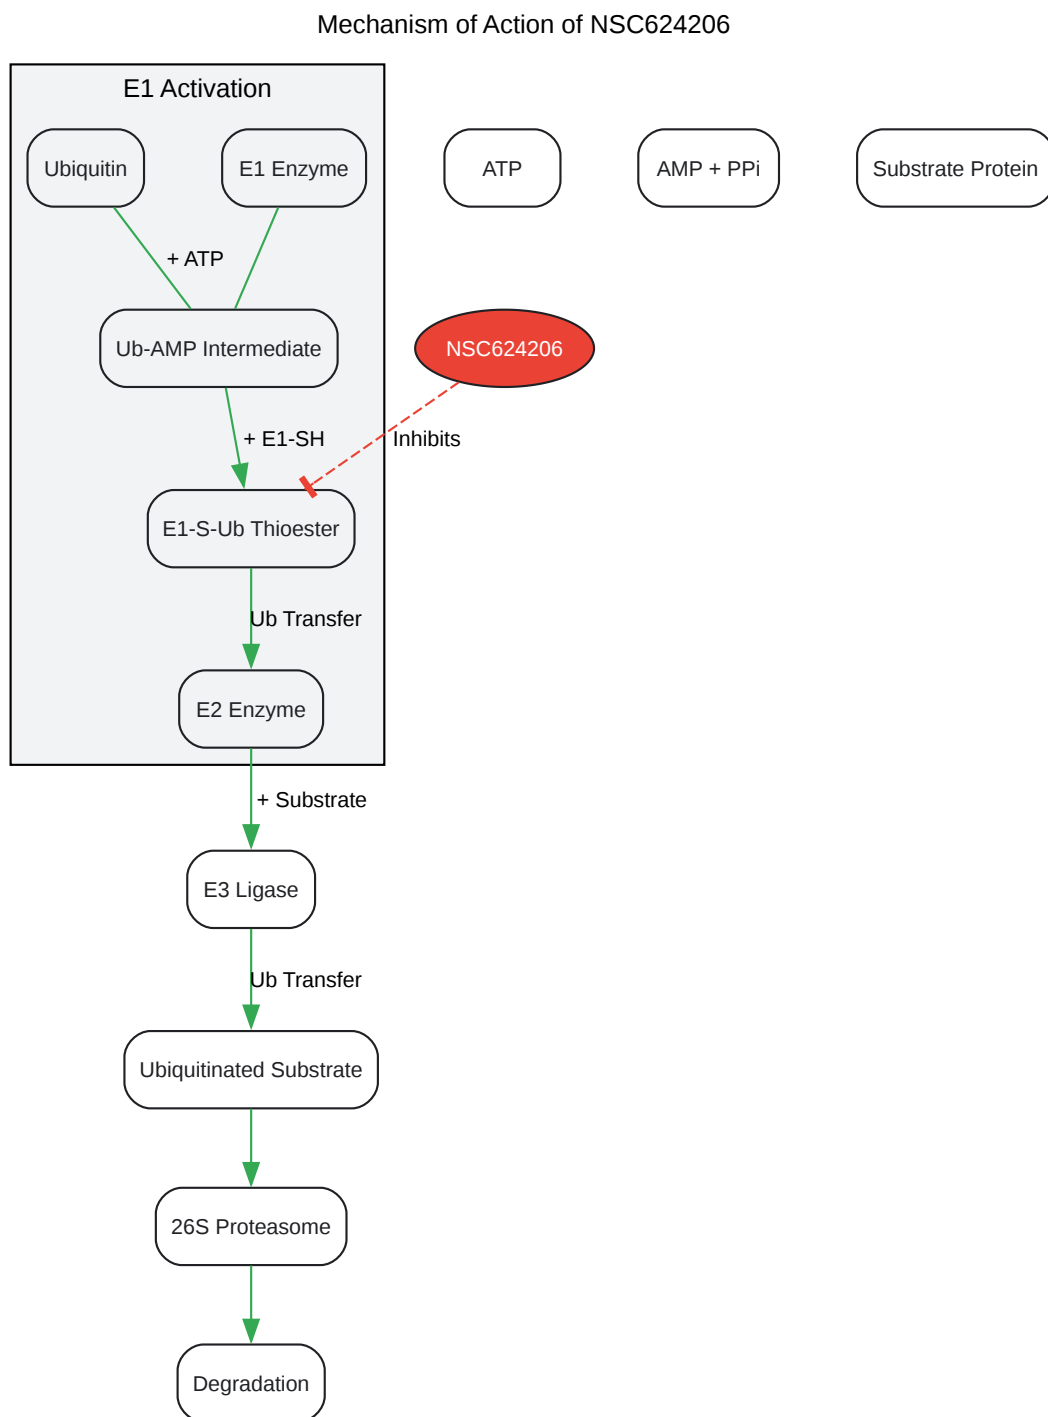 Mechanism of Action of NSC624206
E1 Activation
Ubiquitin
E1 Enzyme
ATP
AMP + PPi
Substrate Protein
+ ATP
Ub-AMP Intermediate
NSC624206
+ E1-SH
Inhibits
E1-S-Ub Thioester
Ub Transfer
E2 Enzyme
+ Substrate
E3 Ligase
Ub Transfer
Ubiquitinated Substrate
26S Proteasome
Degradation